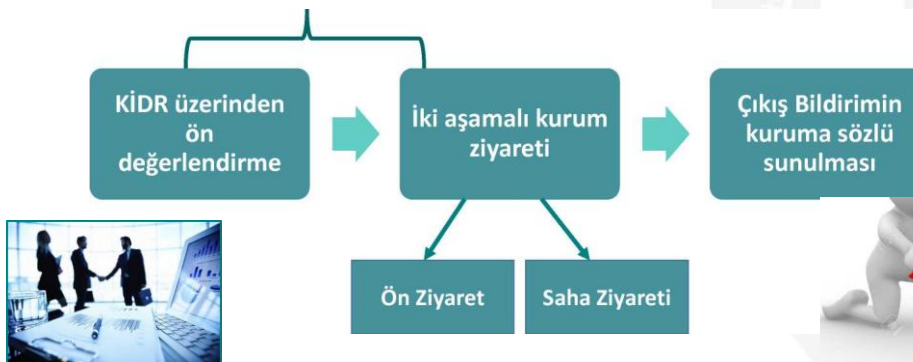 KİDR üzerinden
ön
değerlendirme
İki aşamalı kurum
ziyareti
Çıkış Bildirimin
kuruma sözlü
sunulması
Ön Ziyaret
Saha Ziyareti